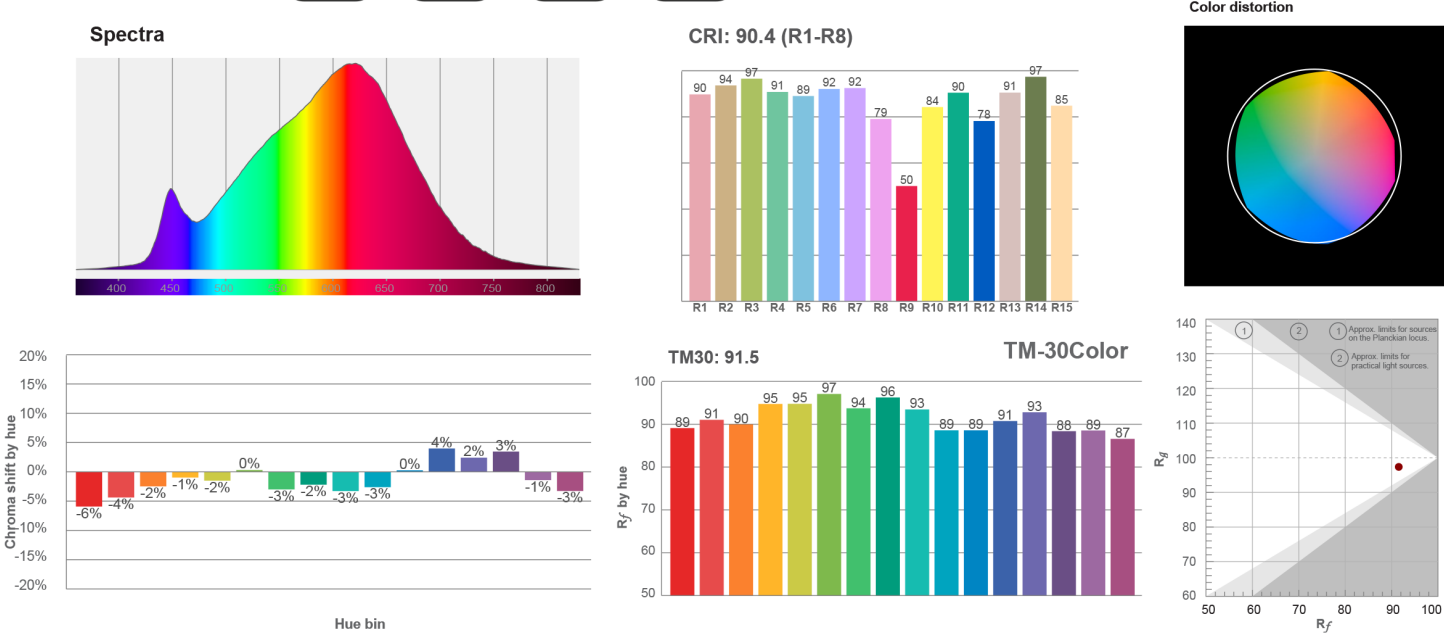 Color distortion
Spectra
400 450 500 550 600 650 700 750 800
CRI: 90.4 (R1-R8)
90 94 97 91 89 92 92 79 50 84 90 78 91 97 85
R1 R2 R3 R4 R5 R6 R7 R8 R9 R10 R11 R12 R13 R14 R15
Chroma shift by hue
20%
15%
10%
5%
0%
-5%
-10%
-15%
-20%
-6% -4% -2% -1% -2% 0% -3% -2% -3% -3% 0% 4% 2% 3% -1% -3%
Hue bin
TM30: 91.5
TM-30Color
Rf by hue
100
90
80
70
60
50
89 91 90 95 95 97 94 96 93 89 89 91 93 88 89 87
Rg
140
130
120
110
100
90
80
70
60
1
2
1 Approx. limits for sources
on the Planckian locus.
2 Approx. limits for
practical light sources.
50 60 70 80 90 100
Rf